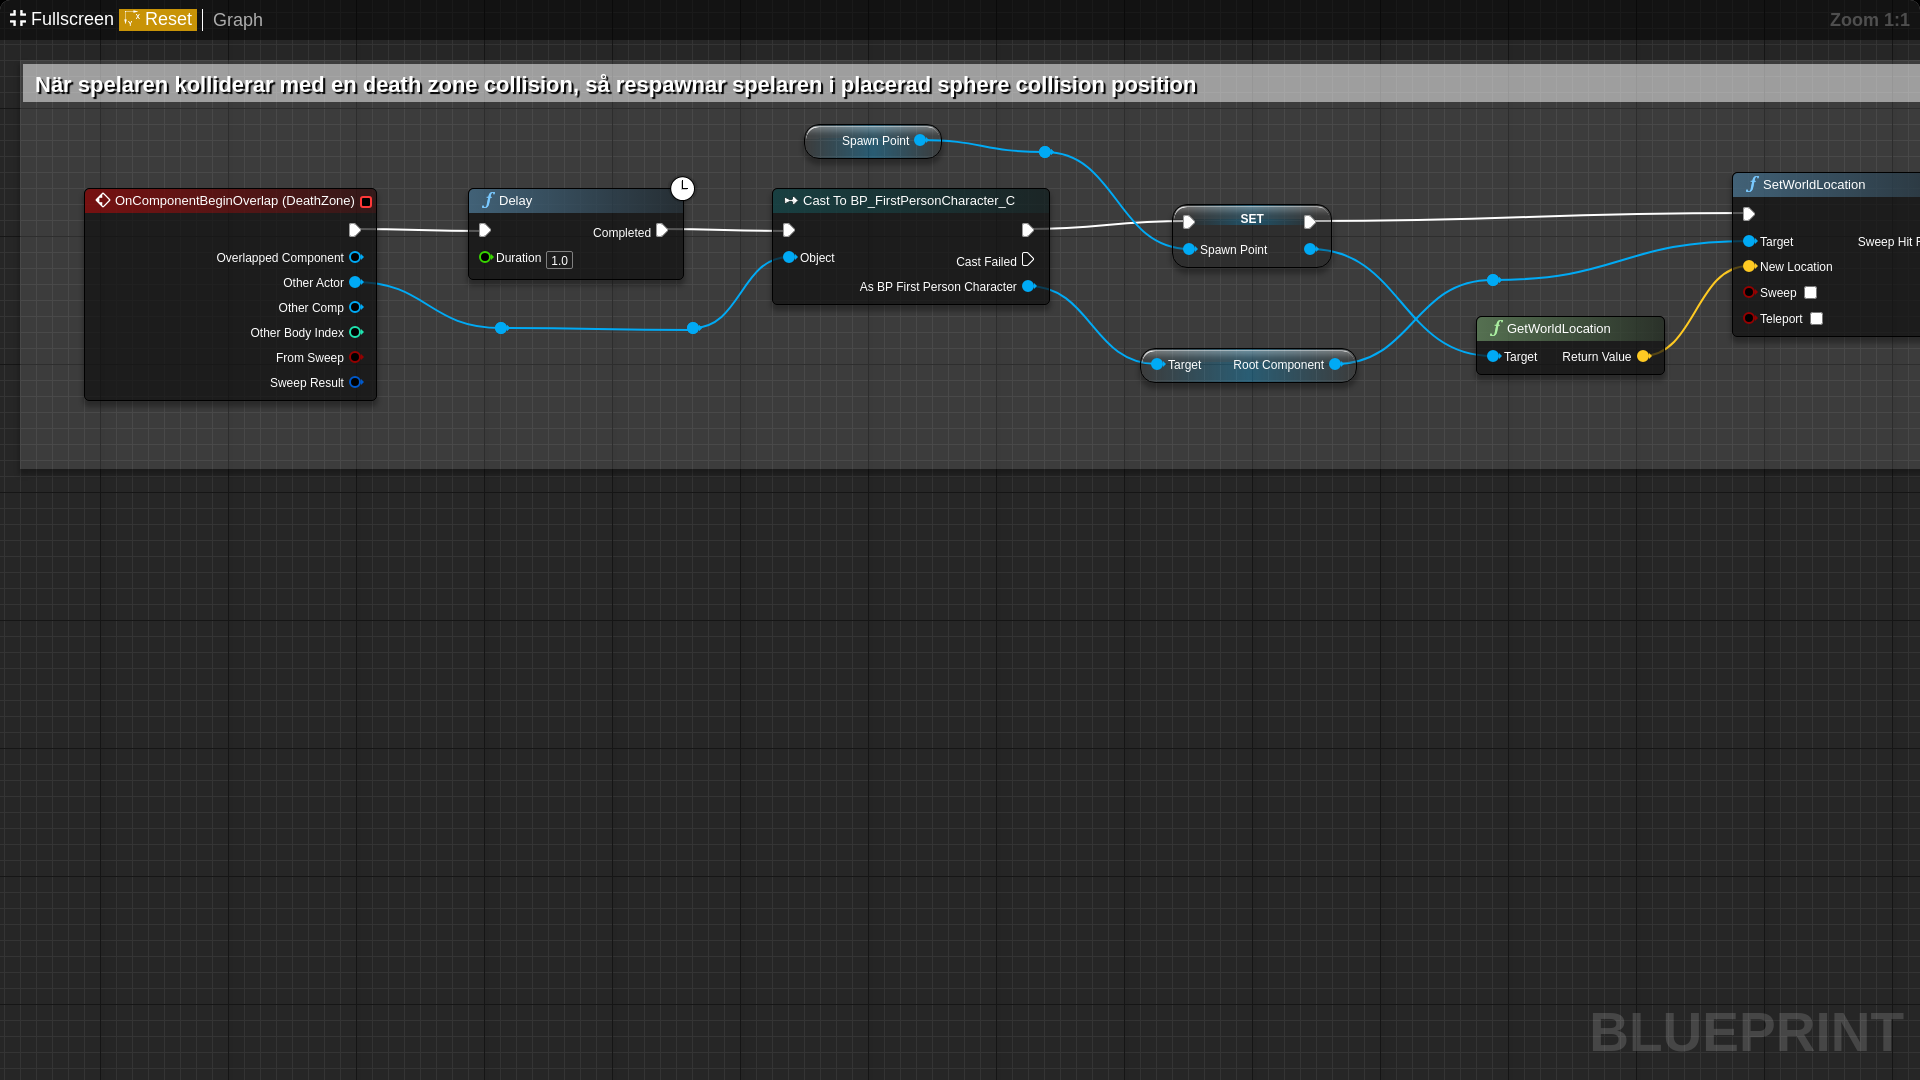 Fullscreen Reset Graph Zoom 1:1
När spelaren kolliderar med en death zone collision, så respawnar spelaren i placerad sphere collision position
Spawn Point
OnComponentBeginOverlap (DeathZone)
Overlapped Component
Other Actor
Other Comp
Other Body Index
From Sweep
Sweep Result
Delay
Completed
Duration 1.0
Cast To BP_FirstPersonCharacter_C
Object
Cast Failed
As BP First Person Character
SET
Spawn Point
Target Root Component
GetWorldLocation
Target Return Value
SetWorldLocation
Target Sweep Hit
New Location
Sweep
Teleport
BLUEPRINT